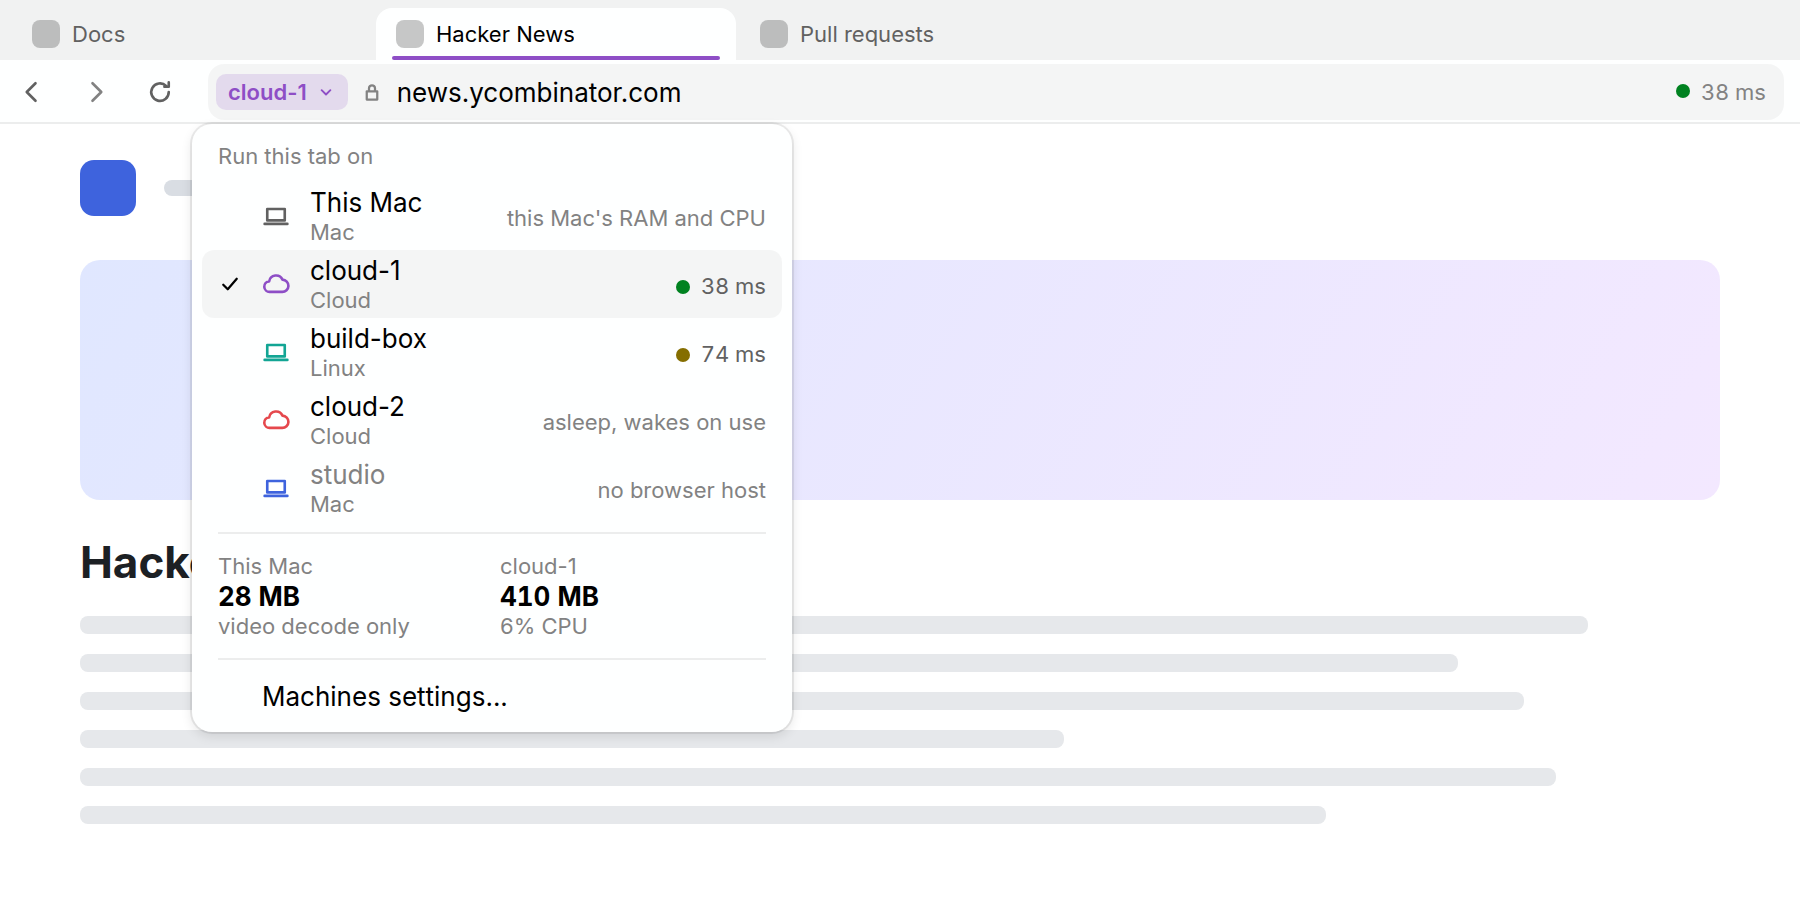 Docs
Hacker News
Pull requests
cloud-1
news.ycombinator.com
38 ms
Run this tab on
This Mac
Mac
this Mac's RAM and CPU
cloud-1
Cloud
38 ms
build-box
Linux
74 ms
cloud-2
Cloud
asleep, wakes on use
studio
Mac
no browser host
Hack
This Mac
28 MB
video decode only
cloud-1
410 MB
6% CPU
Machines settings...